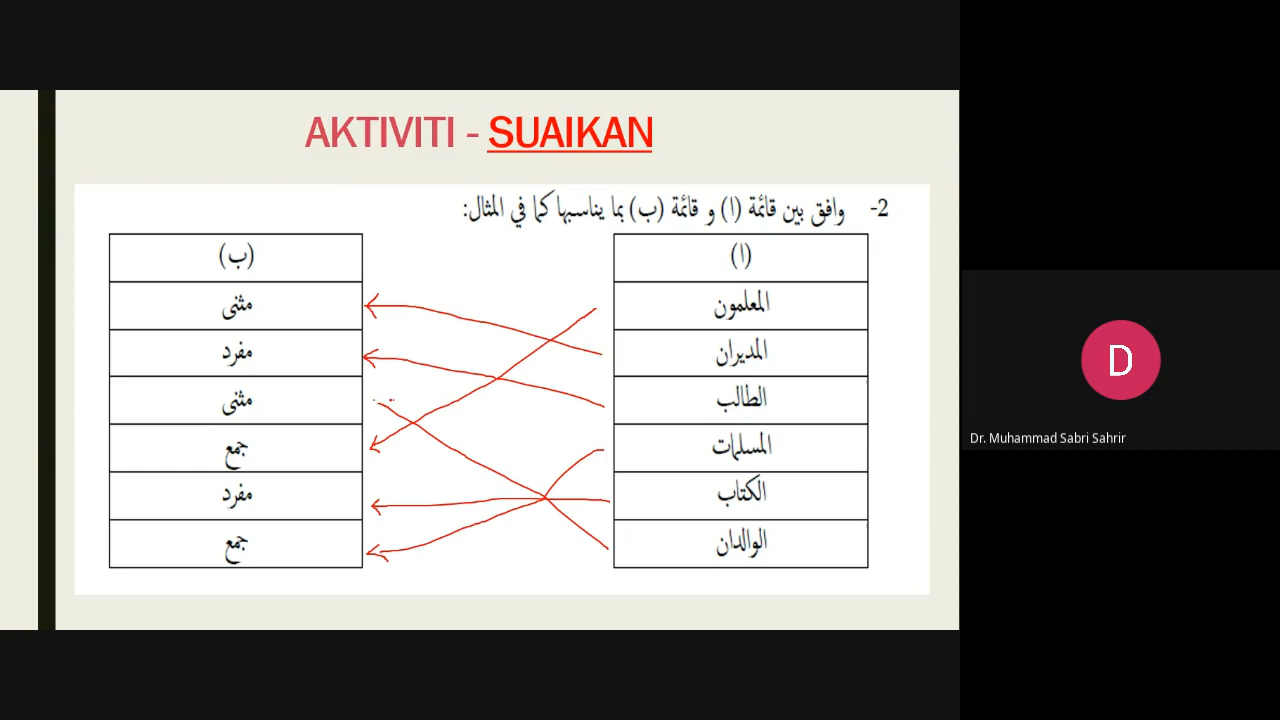 AKTIVITI - SUAIKAN
2- وافق بين قائمة (ا) و قائمة (ب) بما يناسبها كما في المثال:
(ا) (ب)
المعلمون مثنى
المديران مفرد
الطالب مثنى
المسلمات جمع
الكتاب مفرد
الوالدان جمع
D
Dr. Muhammad Sabri Sahrir